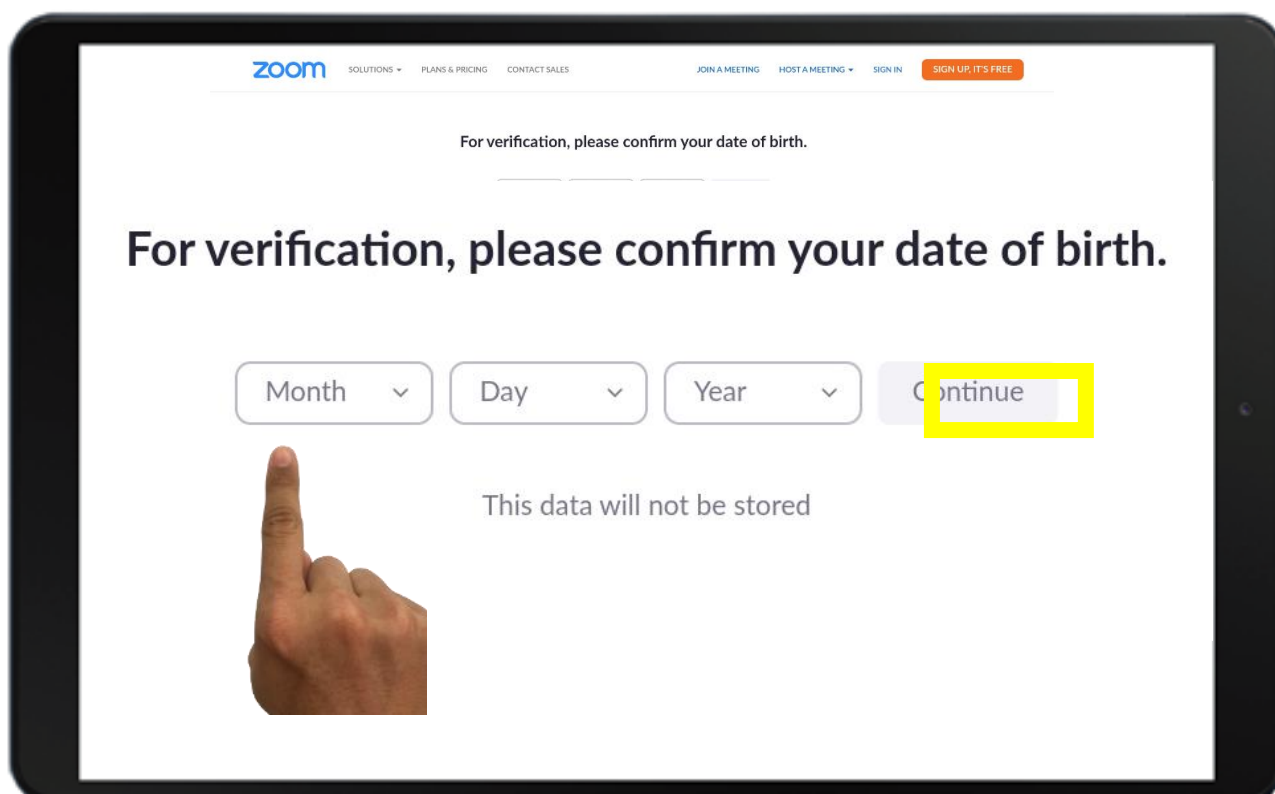 zoom SOLUTIONS PLANS & PRICING CONTACT SALES JOIN A MEETING HOST A MEETING SIGN IN SIGN UP, IT'S FREE
For verification, please confirm your date of birth.
For verification, please confirm your date of birth.
Month Day Year Continue
This data will not be stored